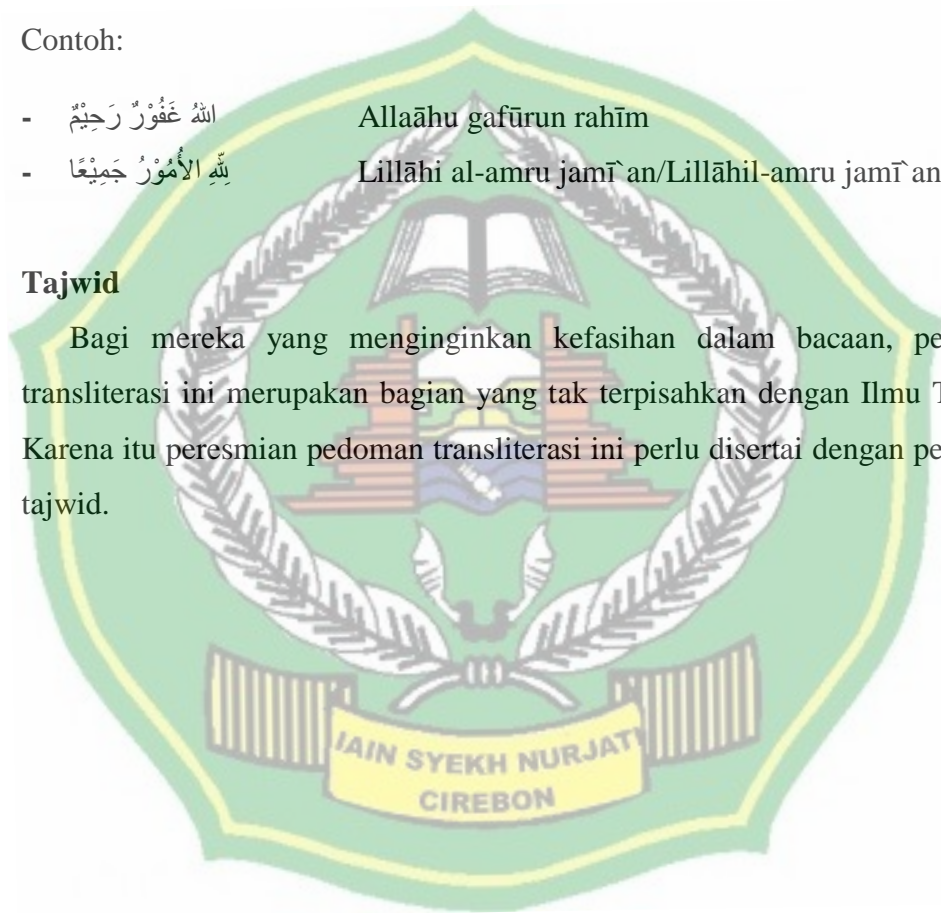 Contoh:
- اللهُ غَفُوْرٌ رَحِيْمٌ Allaāhu gafūrun rahīm
- لِلّٰهِ الأُمُوْرُ جَمِيْعًا Lillāhi al-amru jamī`an/Lillāhil-amru jamī`an
Tajwid
Bagi mereka yang menginginkan kefasihan dalam bacaan,
transliterasi ini merupakan bagian yang tak terpisahkan dengan Ilmu
Karena itu peresmian pedoman transliterasi ini perlu disertai dengan
tajwid.
IAIN SYEKH NURJATI
CIREBON